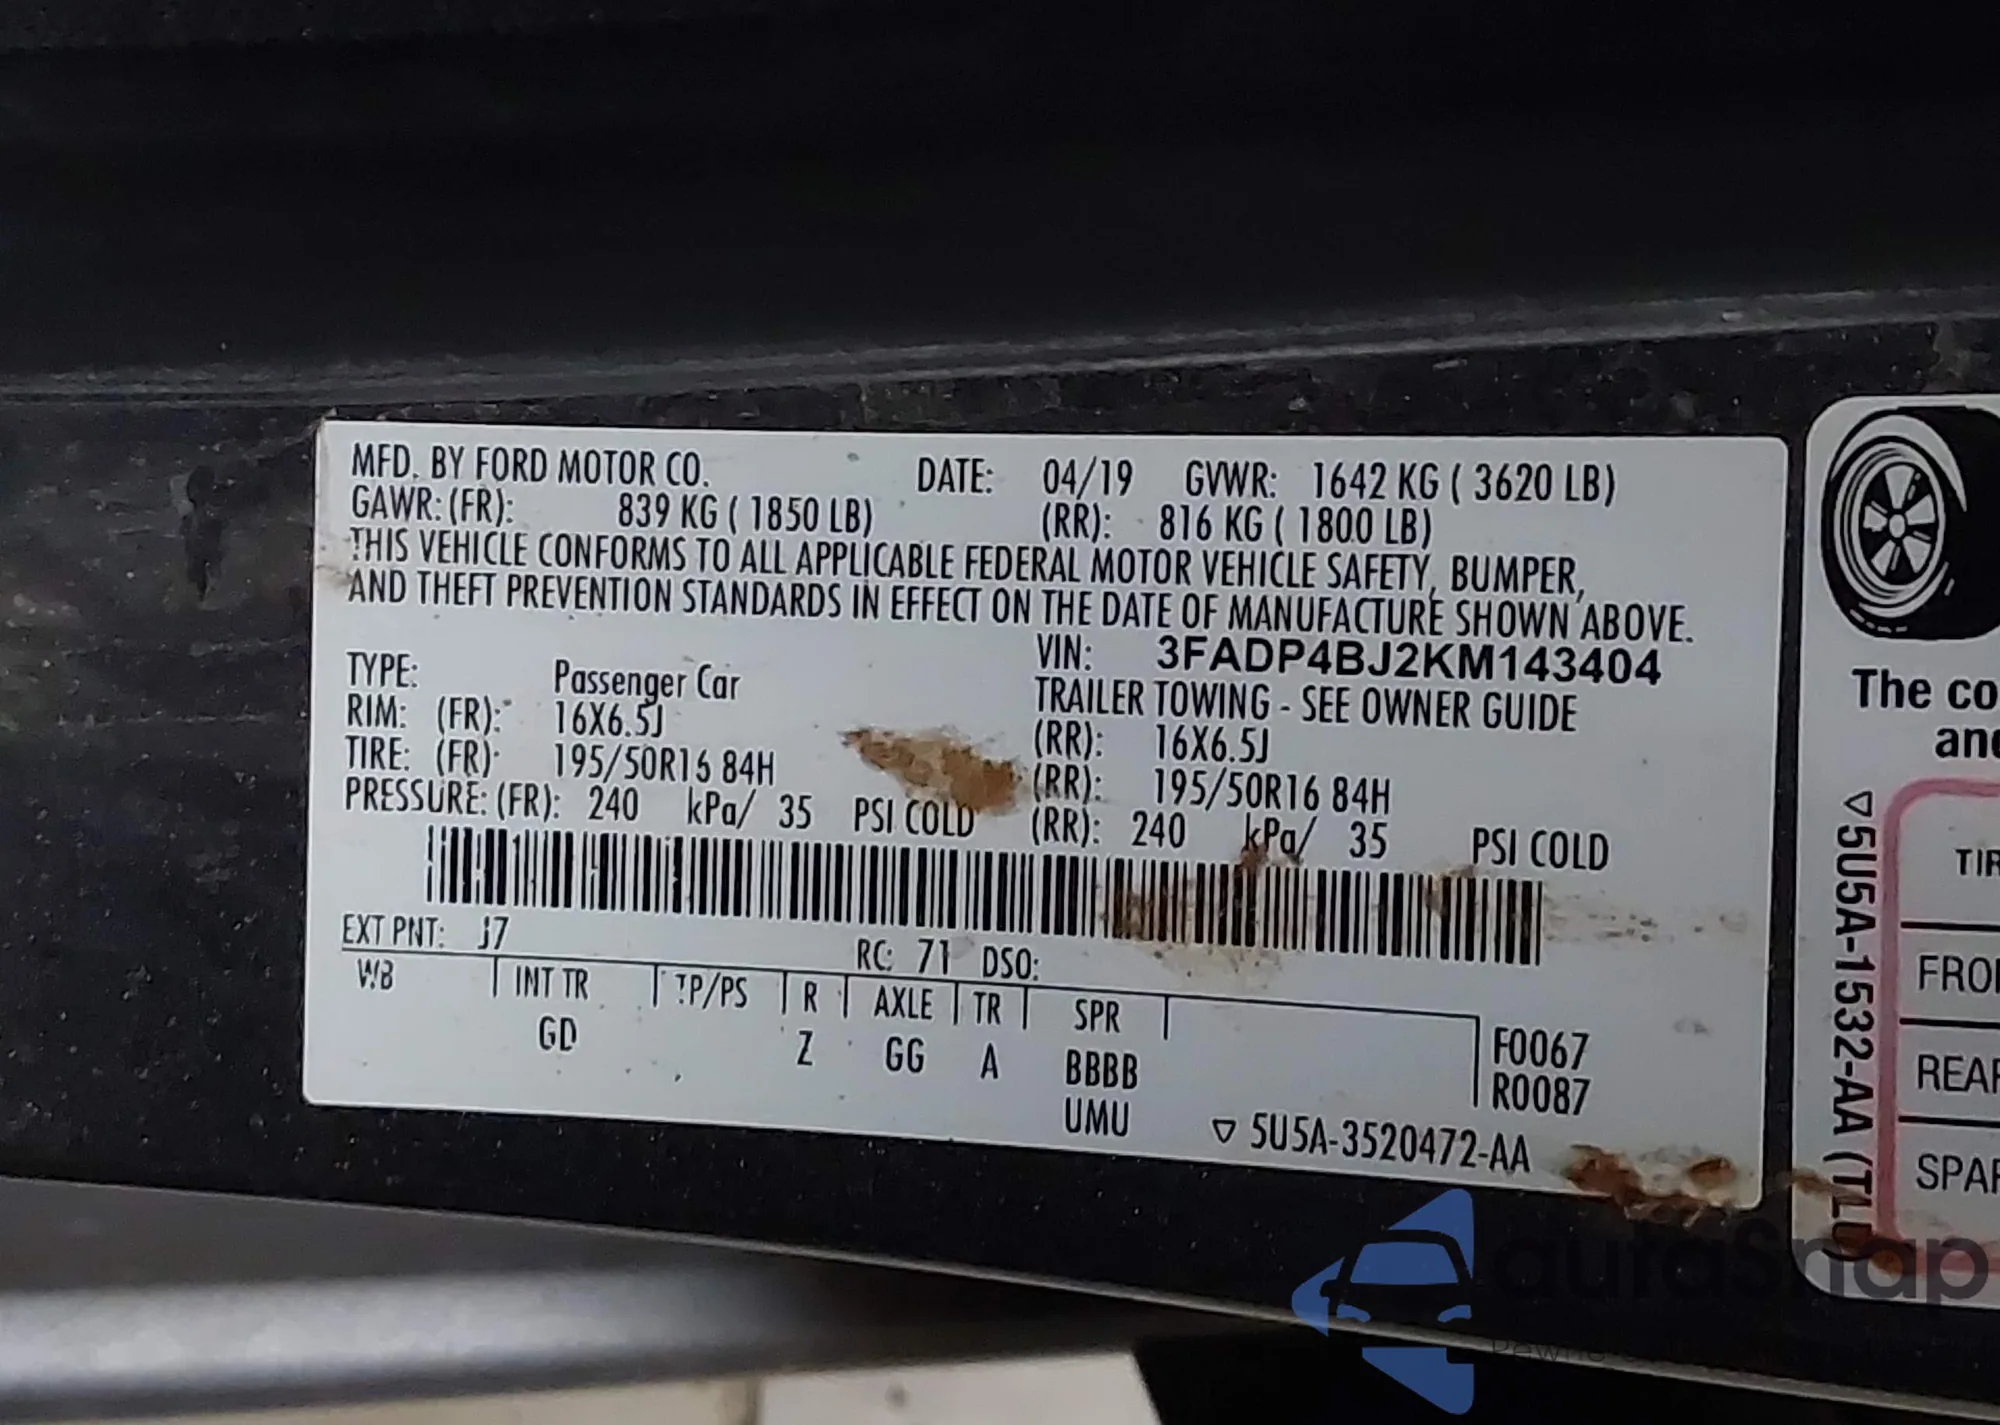 MFD. BY FORD MOTOR CO. DATE: 04/19 GVWR: 1642 KG ( 3620 LB)
GAWR: (FR): 839 KG ( 1850 LB) (RR): 816 KG ( 1800 LB)
THIS VEHICLE CONFORMS TO ALL APPLICABLE FEDERAL MOTOR VEHICLE SAFETY, BUMPER,
AND THEFT PREVENTION STANDARDS IN EFFECT ON THE DATE OF MANUFACTURE SHOWN ABOVE.
VIN: 3FADP4BJ2KM143404
TYPE: Passenger Car TRAILER TOWING - SEE OWNER GUIDE
RIM: (FR): 16X6.5J (RR): 16X6.5J
TIRE: (FR): 195/50R16 84H (RR): 195/50R16 84H
PRESSURE: (FR): 240 kPa/ 35 PSI COLD (RR): 240 kPa/ 35 PSI COLD
EXT PNT: J7 RC: 71 DSO:
WB INT TR TP/PS R AXLE TR SPR
GD Z GG A BBBB
UMU
F0067
R0087
▽ 5U5A-3520472-AA
The co
and
▽5U5A-1532-AA (TLU
TIR
FRO
REAR
SPAR
autaSnap